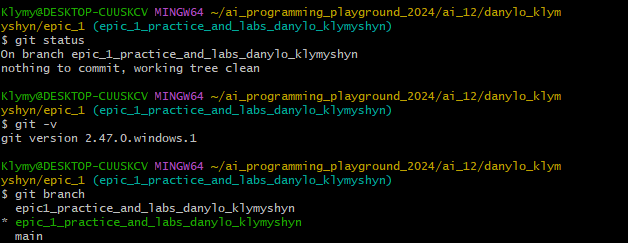 Klymy@DESKTOP-CUUSKCV MINGW64 ~/ai_programming_playground_2024/ai_12/danylo_klym
yshyn/epic_1 (epic_1_practice_and_labs_danylo_klymyshyn)
$ git status
On branch epic_1_practice_and_labs_danylo_klymyshyn
nothing to commit, working tree clean
Klymy@DESKTOP-CUUSKCV MINGW64 ~/ai_programming_playground_2024/ai_12/danylo_klym
yshyn/epic_1 (epic_1_practice_and_labs_danylo_klymyshyn)
$ git -v
git version 2.47.0.windows.1
Klymy@DESKTOP-CUUSKCV MINGW64 ~/ai_programming_playground_2024/ai_12/danylo_klym
yshyn/epic_1 (epic_1_practice_and_labs_danylo_klymyshyn)
$ git branch
epic1_practice_and_labs_danylo_klymyshyn
* epic_1_practice_and_labs_danylo_klymyshyn
main